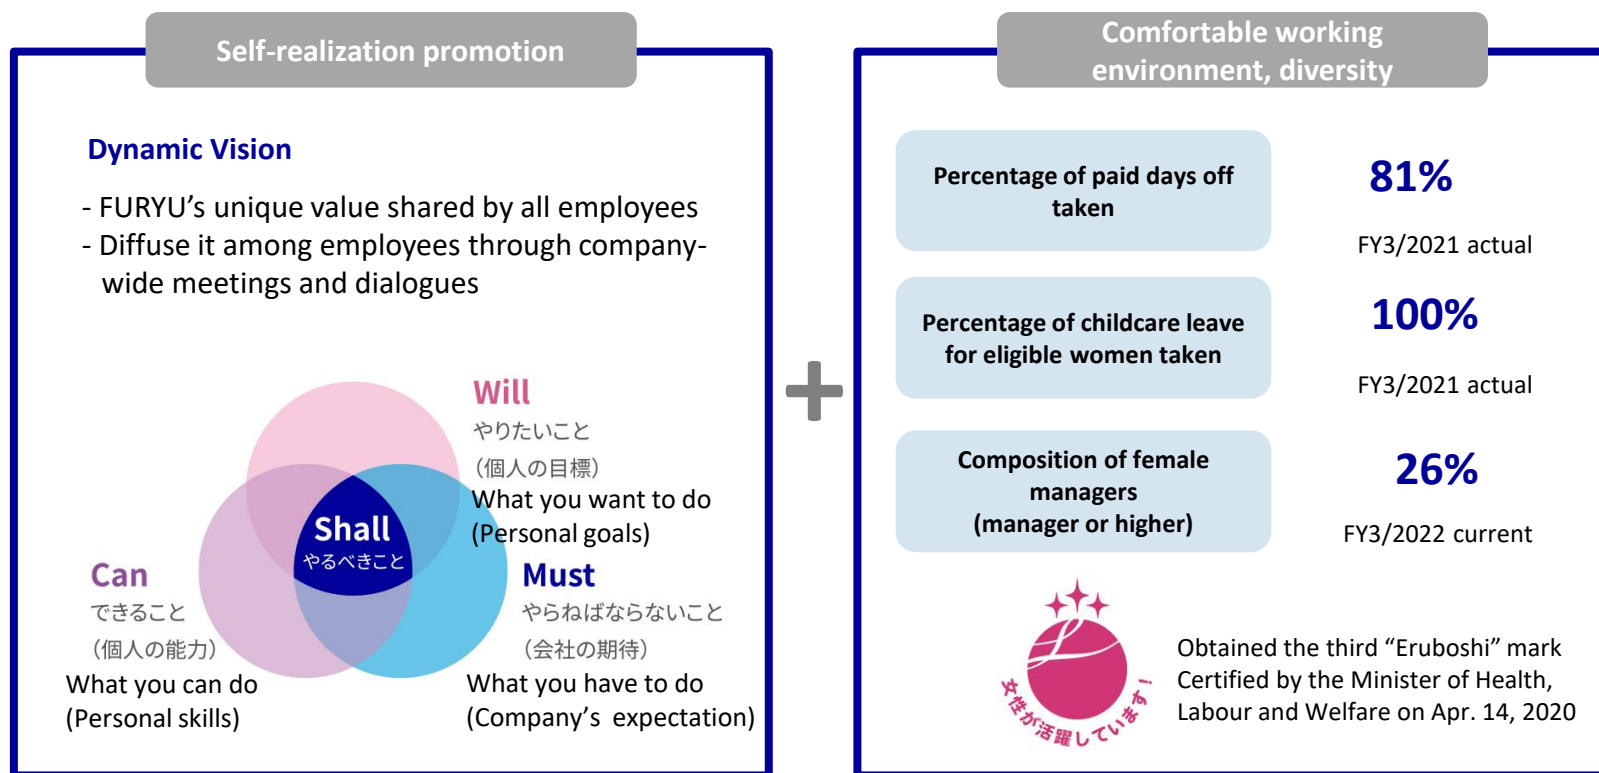 Self-realization promotion
Dynamic Vision
- FURYU’s unique value shared by all employees
- Diffuse it among employees through company-
wide meetings and dialogues
Will
やりたいこと
（個人の目標）
What you want to do
(Personal goals)
Shall
やるべきこと
Can
できること
（個人の能力）
What you can do
(Personal skills)
Must
やらねばならないこと
（会社の期待）
What you have to do
(Company’s expectation)
+
Comfortable working
environment, diversity
Percentage of paid days off
taken
81%
FY3/2021 actual
Percentage of childcare leave
for eligible women taken
100%
FY3/2021 actual
Composition of female
managers
(manager or higher)
26%
FY3/2022 current
女性が活躍しています!
Obtained the third “Eruboshi” mark
Certified by the Minister of Health,
Labour and Welfare on Apr. 14, 2020